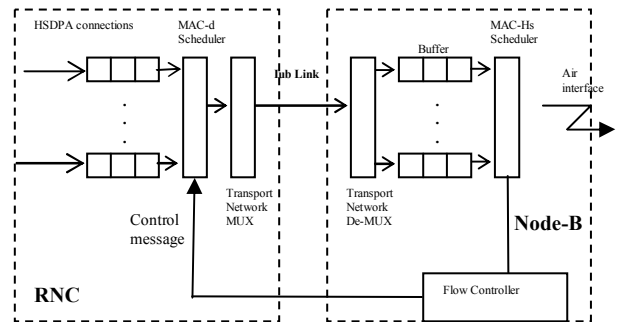 HSDPA connections
MAC-d
Scheduler
Iub Link
Buffer
MAC-Hs
Scheduler
Air
interface
Transport
Network
MUX
Transport
Network
De-MUX
Control
message
Node-B
RNC
Flow Controller